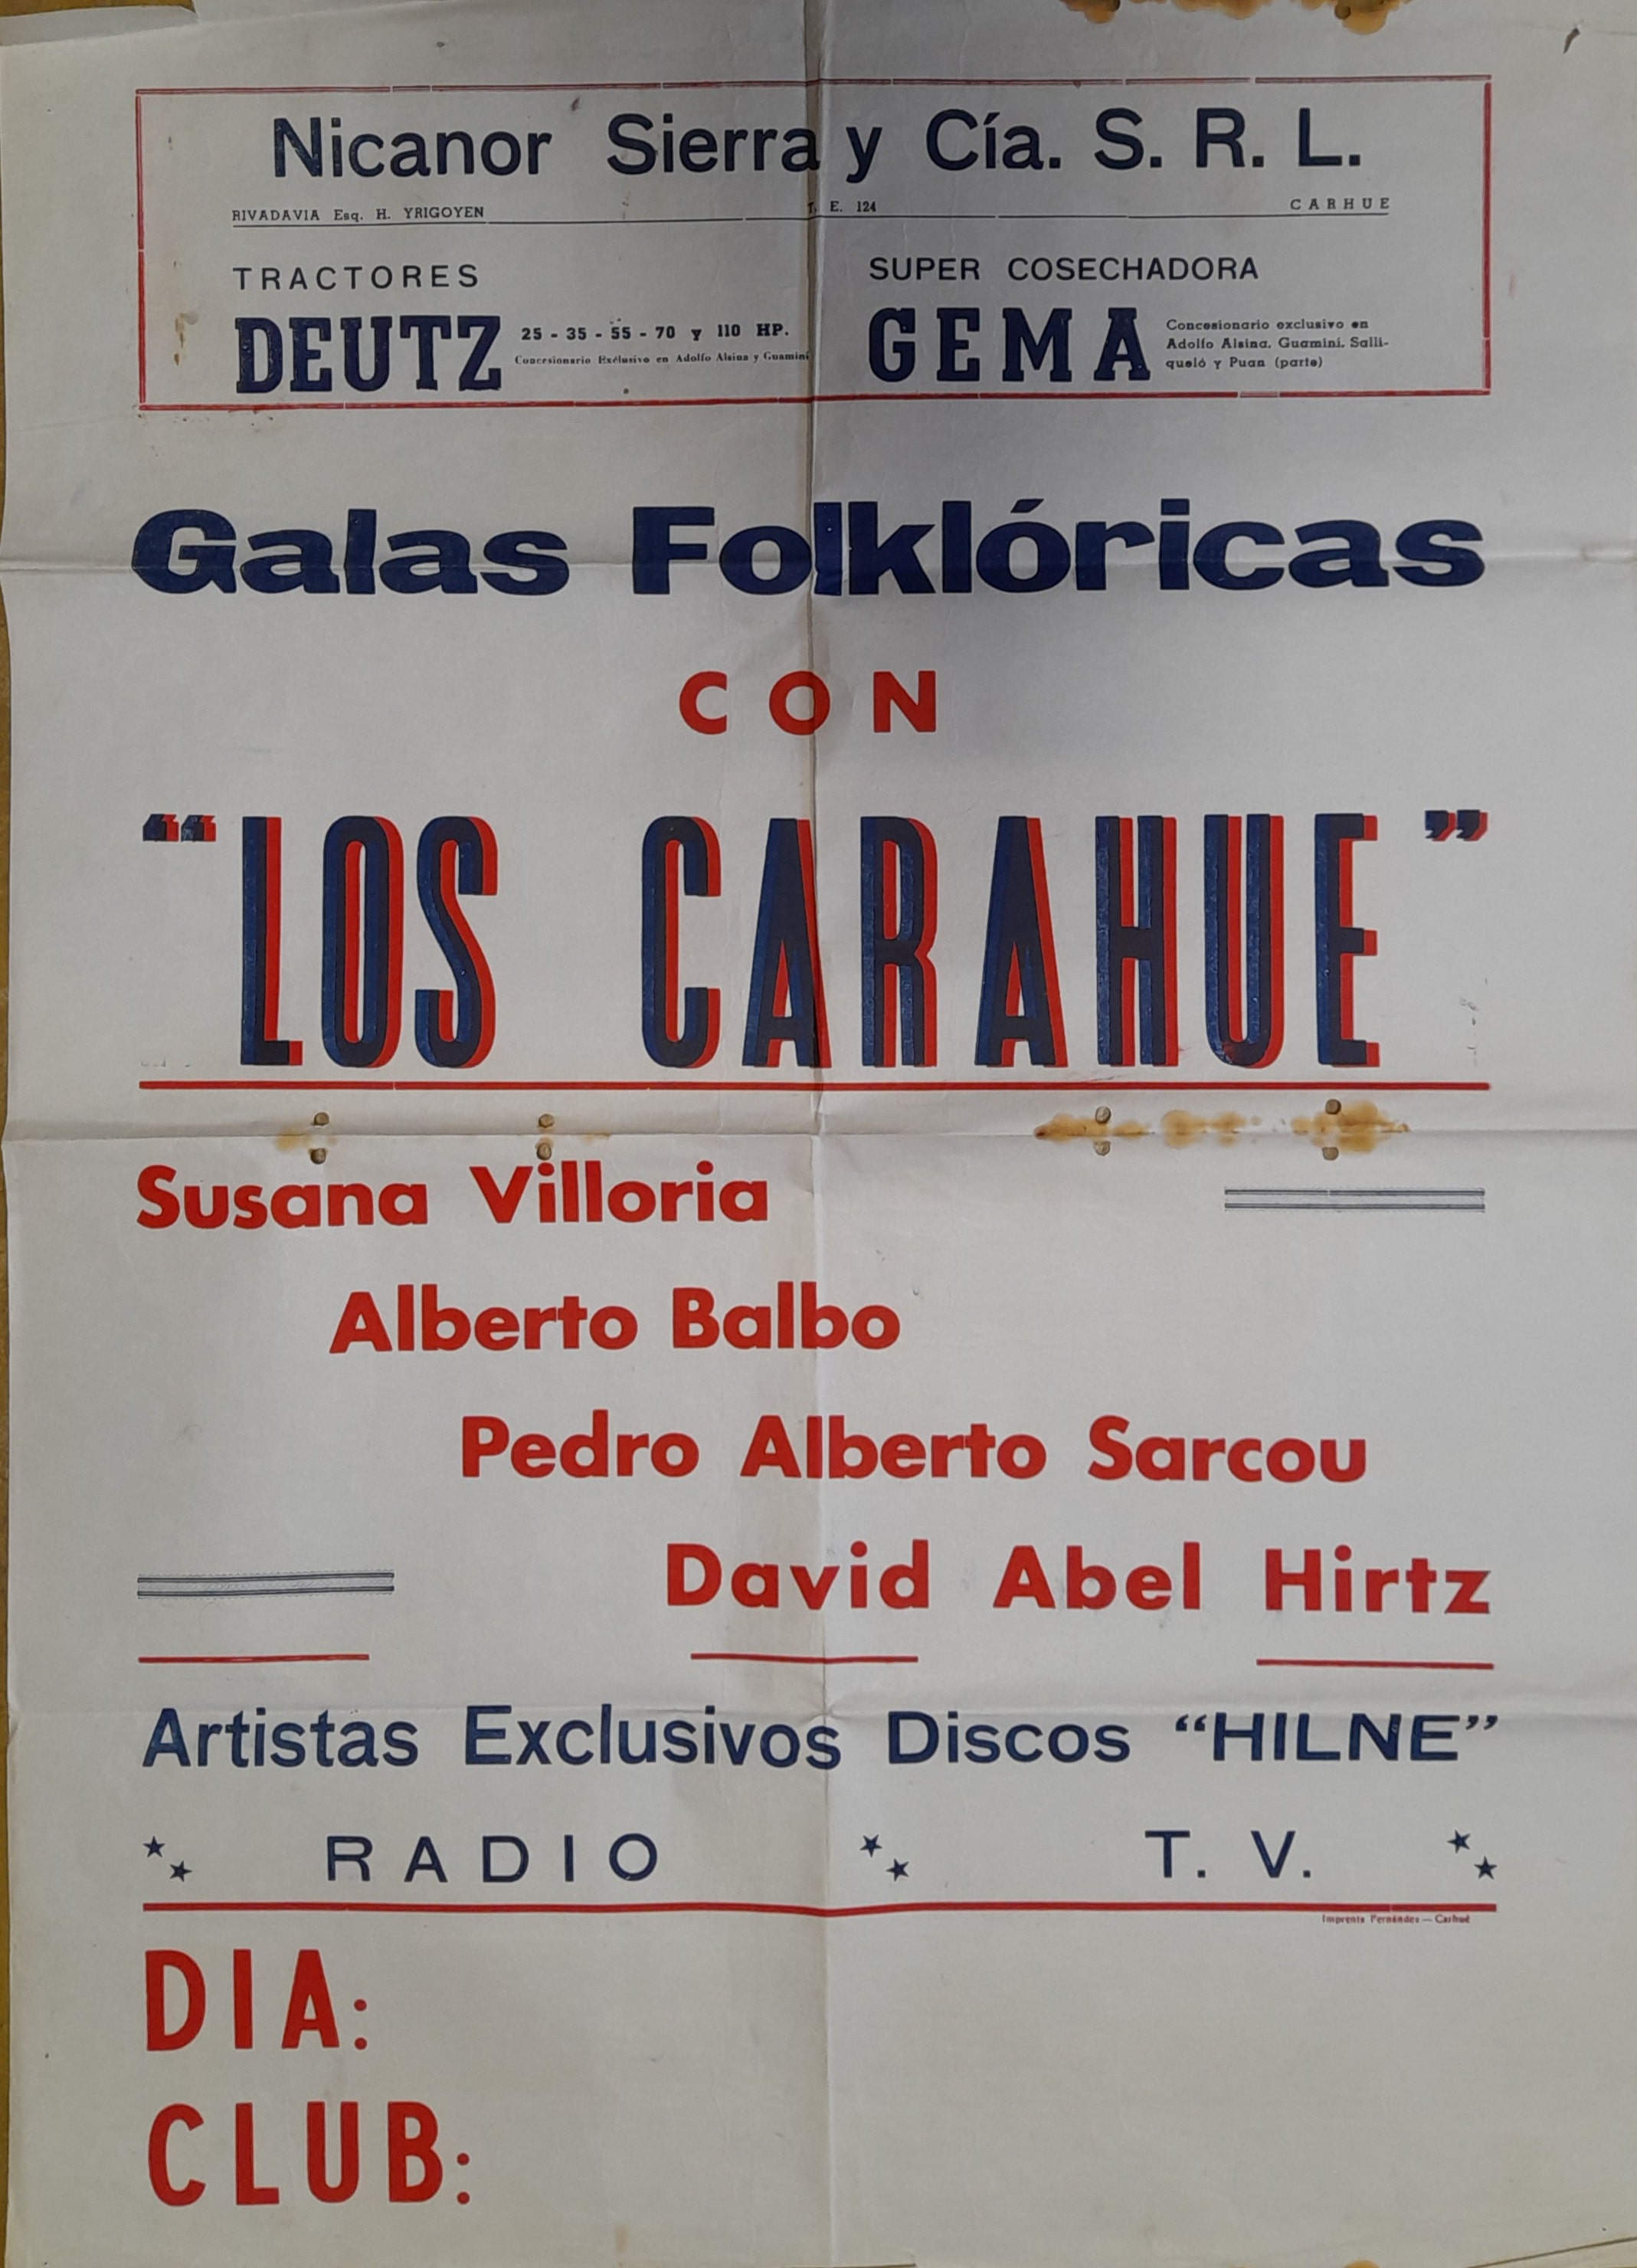 Nicanor Sierra y Cía. S. R. L.
RIVADAVIA Esq. H. YRIGOYEN T. E. 124 CARHUE
TRACTORES
DEUTZ 25 - 35 - 55 - 70 y 110 HP.
Concesionario Exclusivo en Adolfo Alsina y Guaminí
SUPER COSECHADORA
GEMA Concesionario exclusivo en
Adolfo Alsina, Guaminí, Salli-
queló y Puan (parte)
Galas Folklóricas
CON
“LOS CARAHUE”
Susana Villoria
Alberto Balbo
Pedro Alberto Sarcou
David Abel Hirtz
Artistas Exclusivos Discos “HILNE”
RADIO T. V.
Imprenta Fernández — Carhué
DIA:
CLUB: